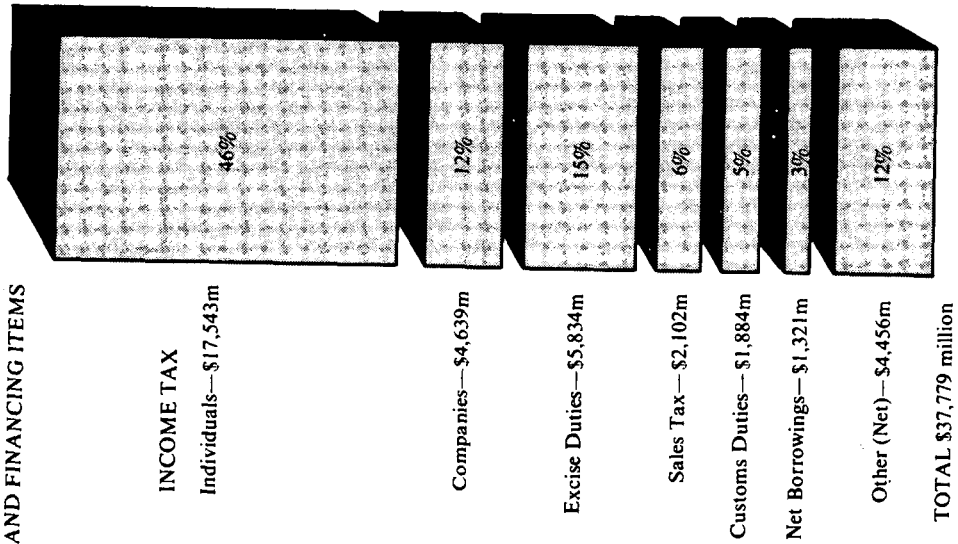 AND FINANCING ITEMS
INCOME TAX
Individuals—$17,543m
46%
Companies—$4,639m
12%
Excise Duties—$5,834m
15%
Sales Tax—$2,102m
6%
Customs Duties—$1,884m
5%
Net Borrowings—$1,321m
3%
Other (Net)—$4,456m
12%
TOTAL $37,779 million